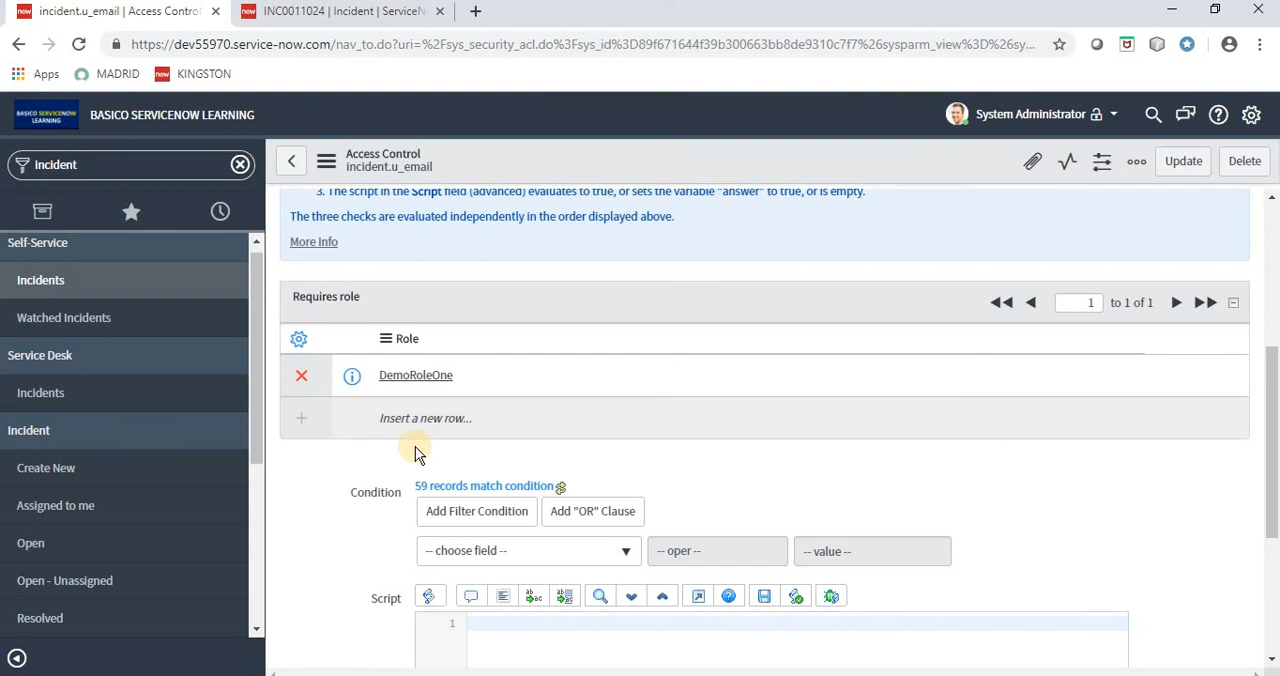 incident.u_email | Access Control
INC0011024 | Incident | ServiceN
https://dev55970.service-now.com/nav_to.do?uri=%2Fsys_security_acl.do%3Fsys_id%3D89f671644f39b300663bb8de9310c7f7%26sysparm_view%3D%26sy...
Apps MADRID now KINGSTON
BASICO SERVICENOW LEARNING BASICO SERVICENOW LEARNING System Administrator
Incident
Access Control
incident.u_email
Update Delete
Self-Service
Incidents
Watched Incidents
Service Desk
Incidents
Incident
Create New
Assigned to me
Open
Open - Unassigned
Resolved
3. The script in the Script field (advanced) evaluates to true, or sets the variable "answer" to true, or is empty.
The three checks are evaluated independently in the order displayed above.
More Info
Requires role 1 to 1 of 1
Role
DemoRoleOne
Insert a new row...
Condition 59 records match condition
Add Filter Condition Add "OR" Clause
-- choose field -- -- oper -- -- value --
Script
1